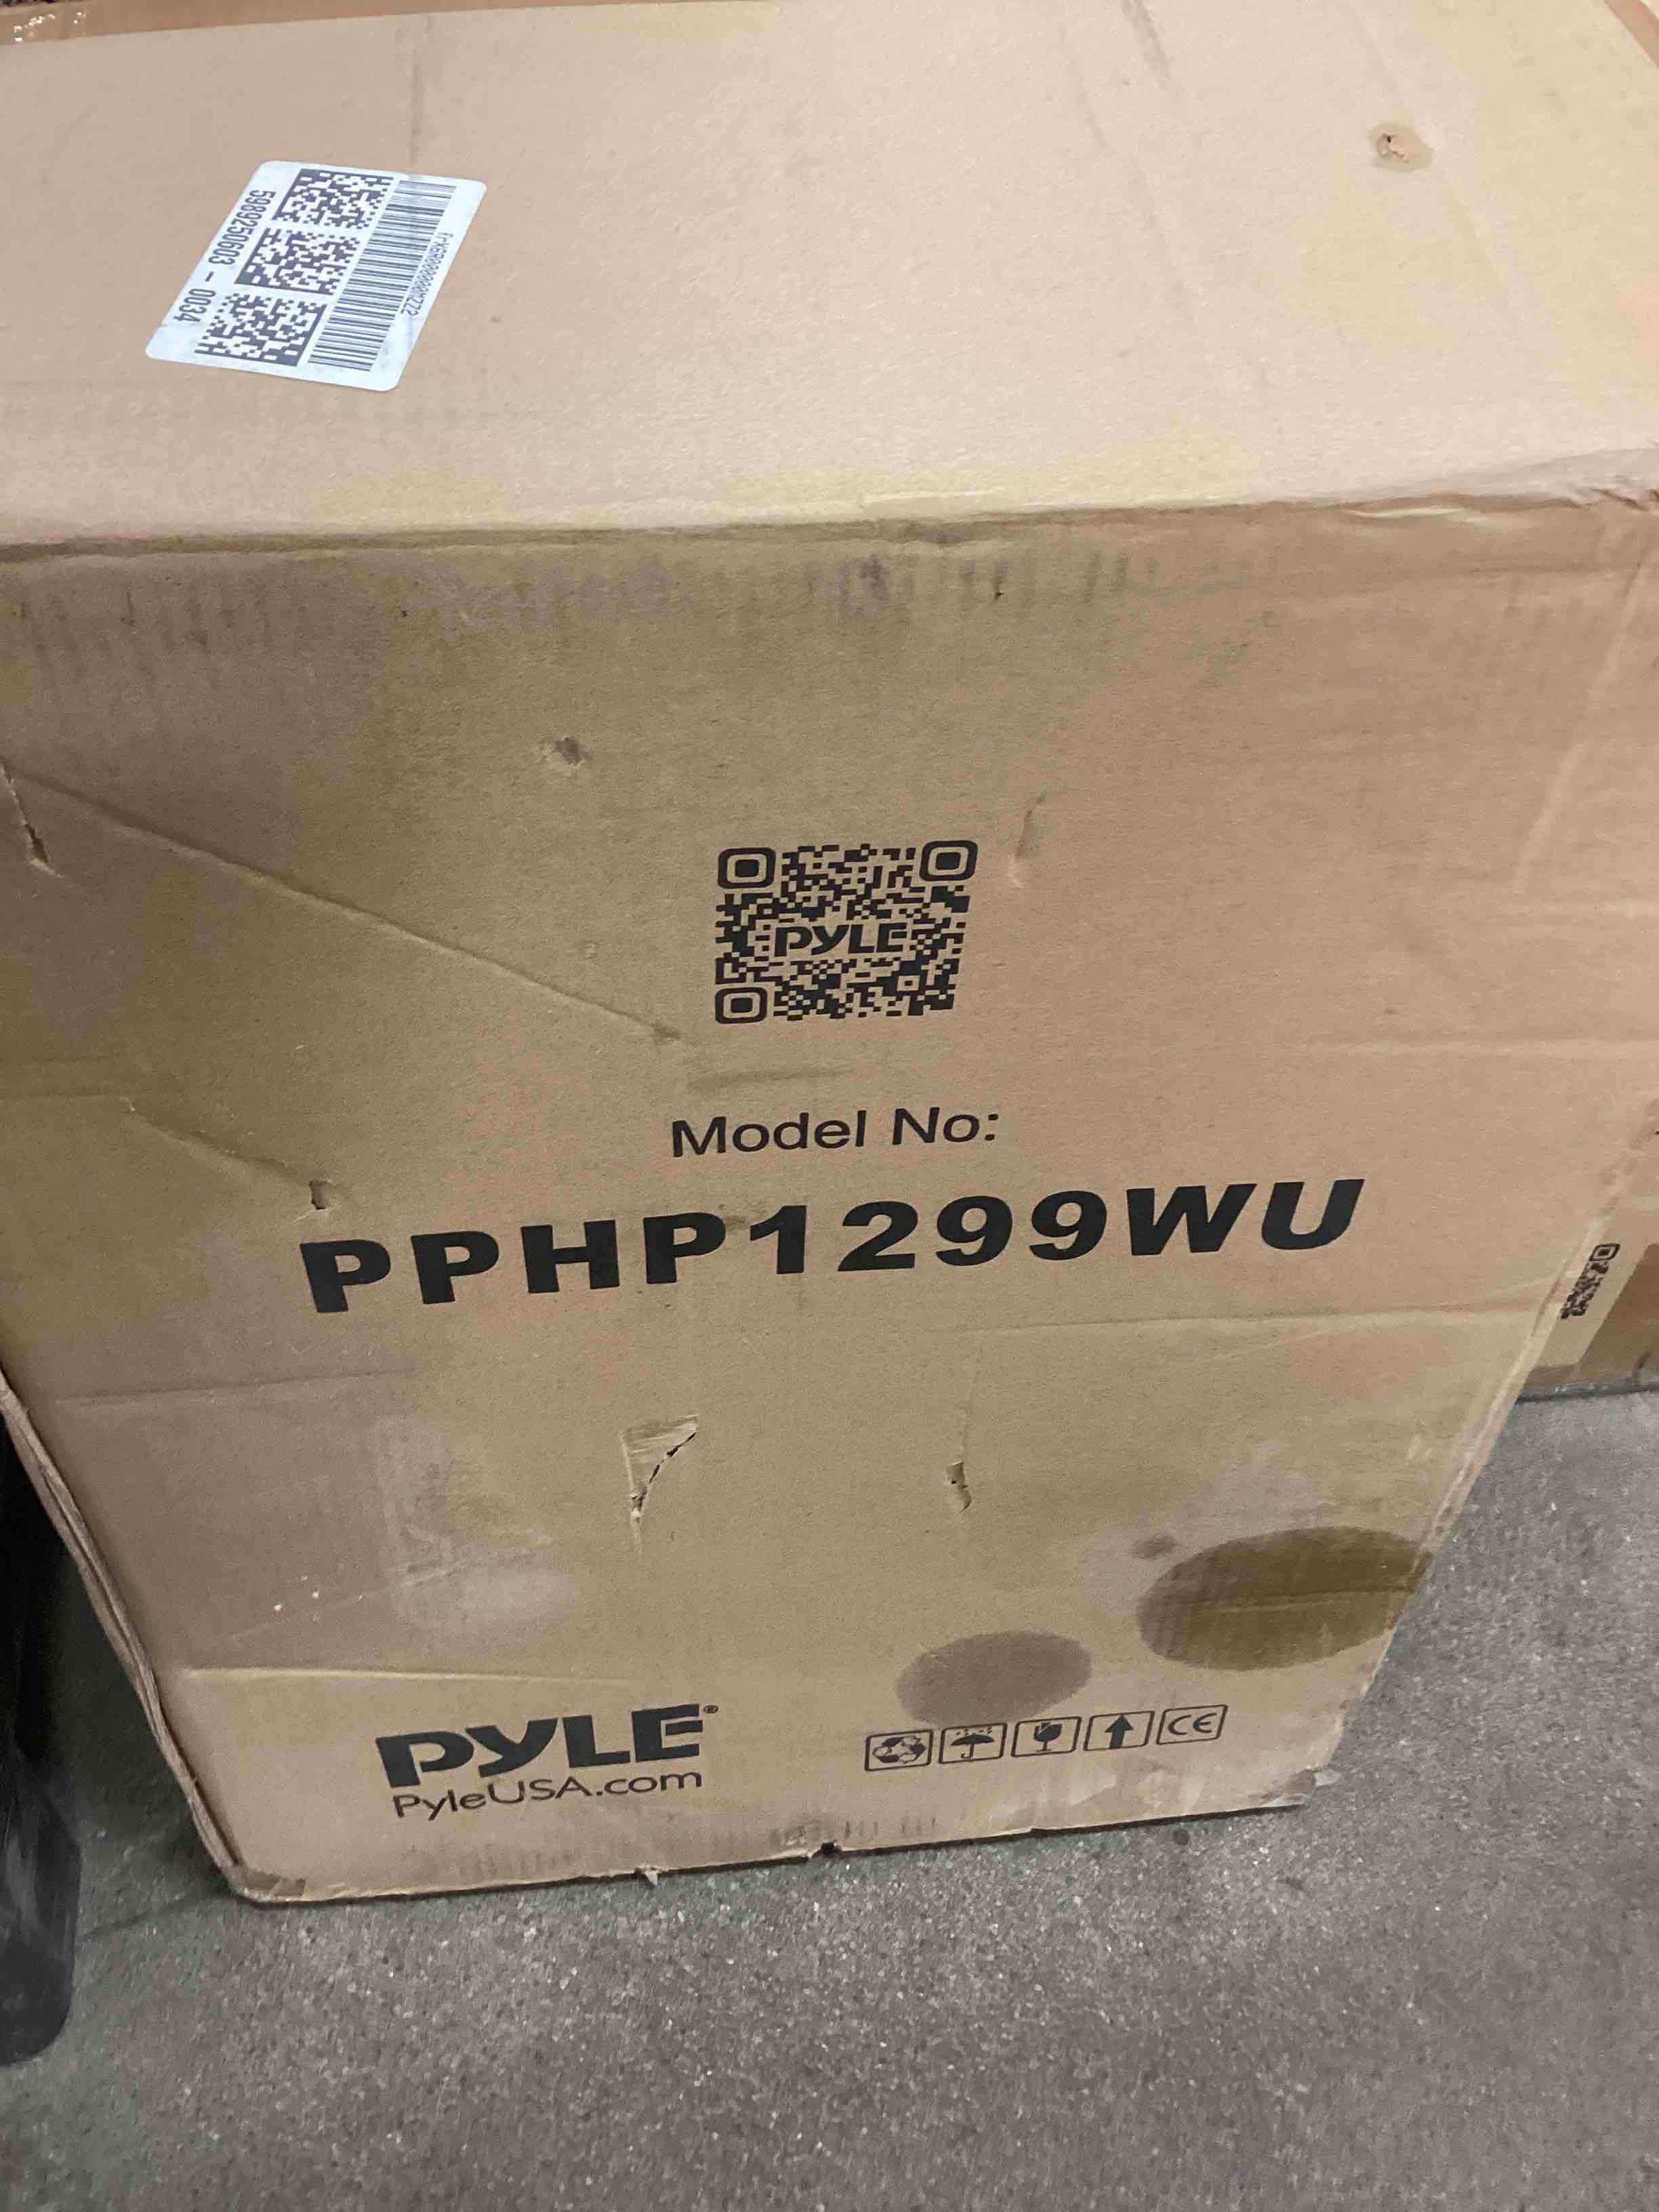 5989250603 - 0034
PYLE
Model No:
PPHP1299WU
PYLE®
PyleUSA.com
CE